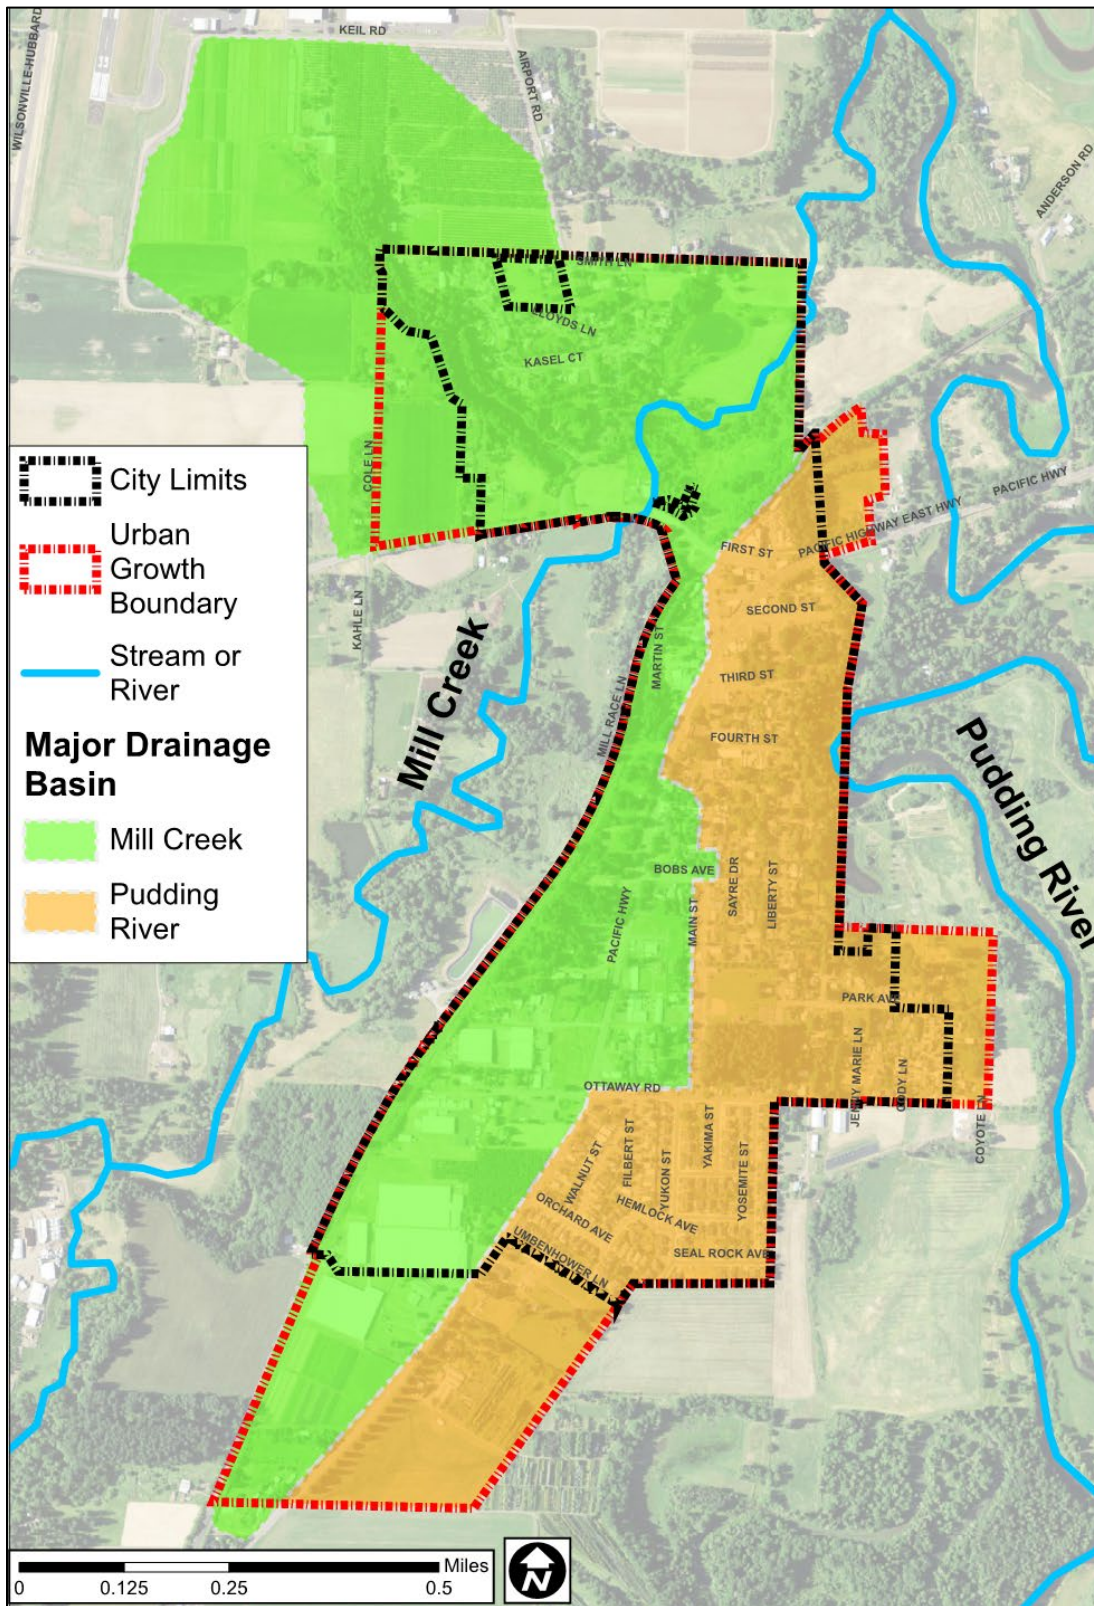 KEIL RD
WILSONVILLE-HUBBARD
AIRPORT RD
ANDERSON RD
SMITH LN
LLOYDS LN
KASEL CT
COLE LN
PACIFIC HWY
PACIFIC HIGHWAY EAST HWY
FIRST ST
KAHLE LN
SECOND ST
MARTIN ST
THIRD ST
MILL RACE LN
FOURTH ST
Mill Creek
Pudding River
BOBS AVE
SAYRE DR
LIBERTY ST
MAIN ST
PACIFIC HWY
PARK AVE
JENNY MARIE LN
CODY LN
OTTAWAY RD
COYOTE LN
WALNUT ST
FILBERT ST
YUKON ST
YAKIMA ST
YOSEMITE ST
ORCHARD AVE
HEMLOCK AVE
UMBENHOWER LN
SEAL ROCK AVE
City Limits
Urban
Growth
Boundary
Stream or
River
Major Drainage
Basin
Mill Creek
Pudding
River
Miles
0 0.125 0.25 0.5
N